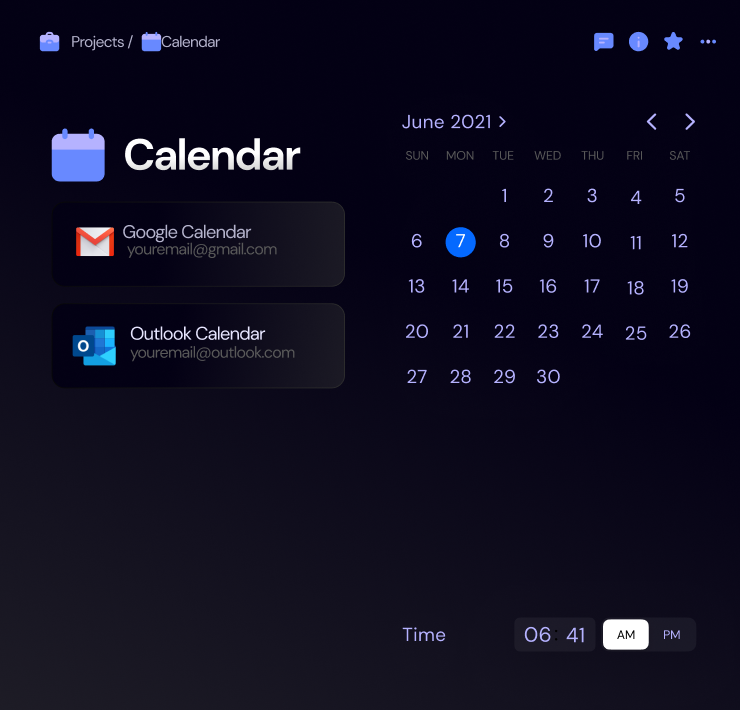 Projects / Calendar
Calendar
Google Calendar
youremail@gmail.com
Outlook Calendar
youremail@outlook.com
June 2021
SUN MON TUE WED THU FRI SAT
1 2 3 4 5
6 7 8 9 10 11 12
13 14 15 16 17 18 19
20 21 22 23 24 25 26
27 28 29 30
Time 06 : 41 AM PM